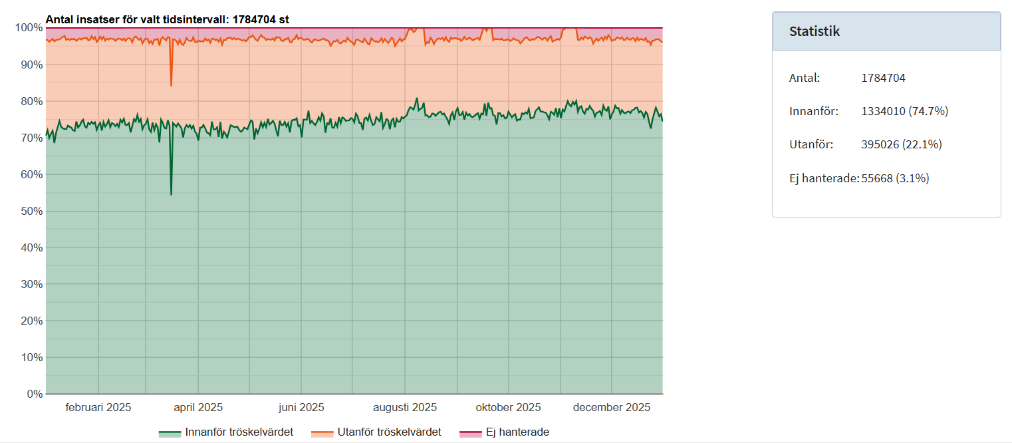 Antal insatser för valt tidsintervall: 1784704 st
100%
90%
80%
70%
60%
50%
40%
30%
20%
10%
0%
februari 2025 april 2025 juni 2025 augusti 2025 oktober 2025 december 2025
Innanför tröskelvärdet Utanför tröskelvärdet Ej hanterade
Statistik
Antal: 1784704
Innanför: 1334010 (74.7%)
Utanför: 395026 (22.1%)
Ej hanterade: 55668 (3.1%)